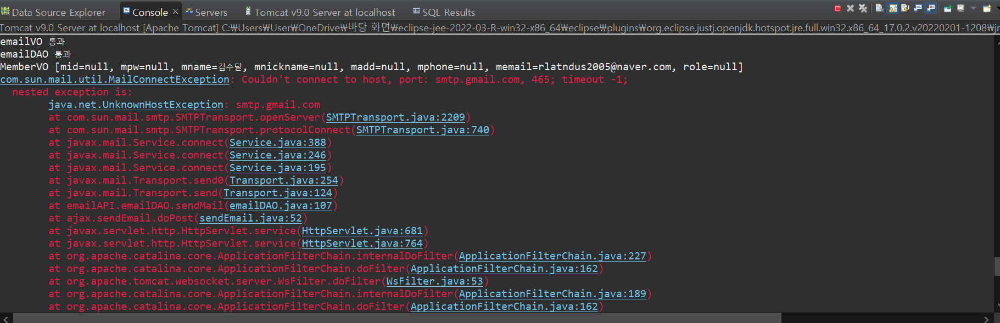 Data Source Explorer Console Servers Tomcat v9.0 Server at localhost SQL Results
Tomcat v9.0 Server at localhost [Apache Tomcat] C:₩Users₩User₩OneDrive₩바탕 화면₩eclipse-jee-2022-03-R-win32-x86_64₩eclipse₩plugins₩org.eclipse.justj.openjdk.hotspot.jre.full.win32.x86_64_17.0.2.v20220201-1208₩jr
emailVO 통과
emailDAO 통과
MemberVO [mid=null, mpw=null, mname=김수달, mnickname=null, madd=null, mphone=null, memail=rlatndus2005@naver.com, role=null]
com.sun.mail.util.MailConnectException: Couldn't connect to host, port: smtp.gmail.com, 465; timeout -1;
nested exception is:
java.net.UnknownHostException: smtp.gmail.com
at com.sun.mail.smtp.SMTPTransport.openServer(SMTPTransport.java:2209)
at com.sun.mail.smtp.SMTPTransport.protocolConnect(SMTPTransport.java:740)
at javax.mail.Service.connect(Service.java:388)
at javax.mail.Service.connect(Service.java:246)
at javax.mail.Service.connect(Service.java:195)
at javax.mail.Transport.send0(Transport.java:254)
at javax.mail.Transport.send(Transport.java:124)
at emailAPI.emailDAO.sendMail(emailDAO.java:107)
at ajax.sendEmail.doPost(sendEmail.java:52)
at javax.servlet.http.HttpServlet.service(HttpServlet.java:681)
at javax.servlet.http.HttpServlet.service(HttpServlet.java:764)
at org.apache.catalina.core.ApplicationFilterChain.internalDoFilter(ApplicationFilterChain.java:227)
at org.apache.catalina.core.ApplicationFilterChain.doFilter(ApplicationFilterChain.java:162)
at org.apache.tomcat.websocket.server.WsFilter.doFilter(WsFilter.java:53)
at org.apache.catalina.core.ApplicationFilterChain.internalDoFilter(ApplicationFilterChain.java:189)
at org.apache.catalina.core.ApplicationFilterChain.doFilter(ApplicationFilterChain.java:162)